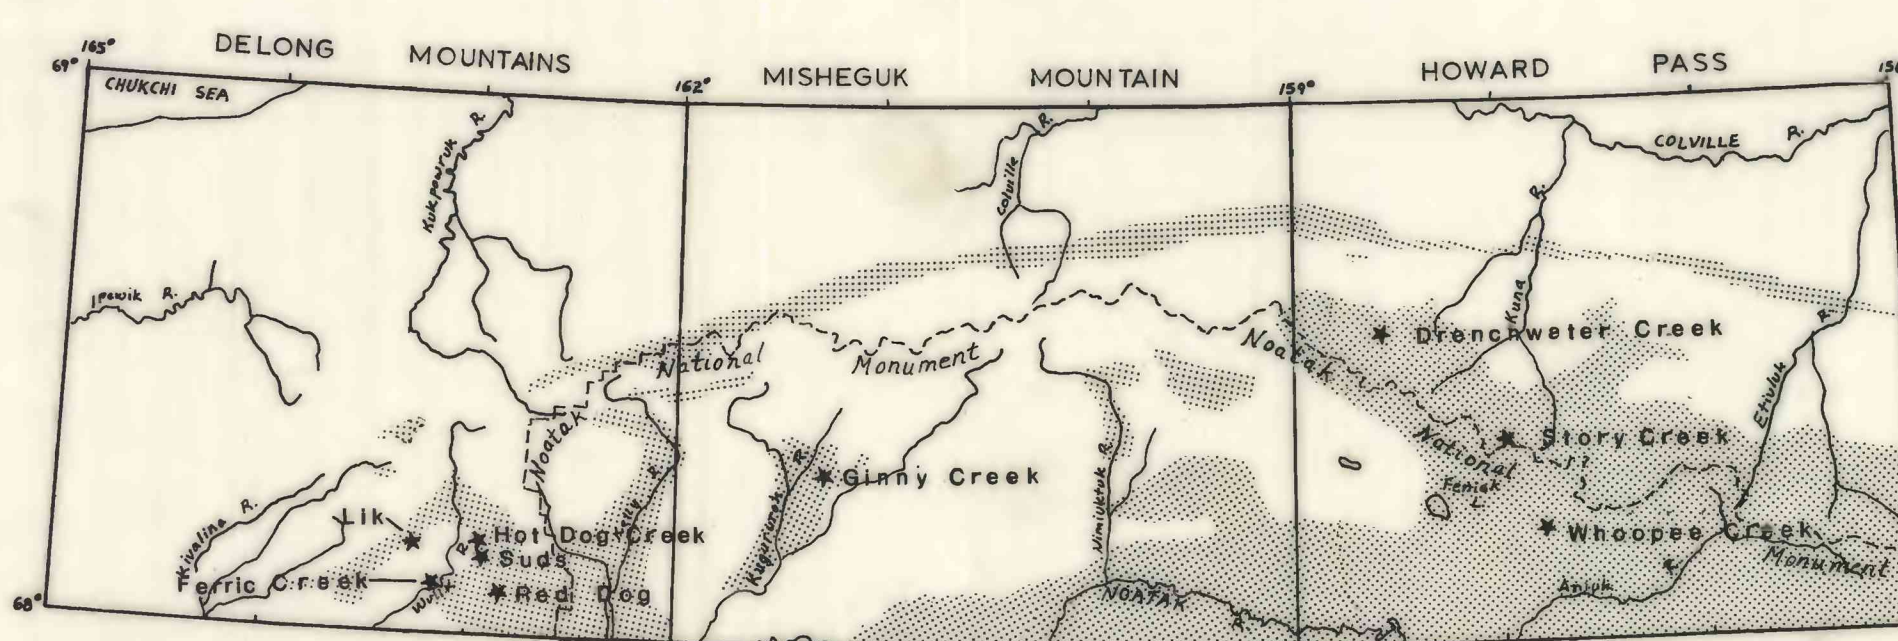 DELONG MOUNTAINS
MISHEGUK MOUNTAIN
HOWARD PASS
165°
69°
162°
159°
CHUKCHI SEA
Kukpowruk R.
Colville R.
COLVILLE R.
Ipewik R.
Kuna R.
Etivluk R.
National Monument
Noatak
Drenchwater Creek
Noatak
National
Story Creek
Feniak
L
Ginny Creek
Kivalina R.
Lik
Hot Dog Creek
Suds
Ferric Creek
Wulik R.
Red Dog
Kelly R.
Kugururok R.
Nimiuktuk R.
Whoopee Creek
Monument
NOATAK
R.
Aniuk
68°